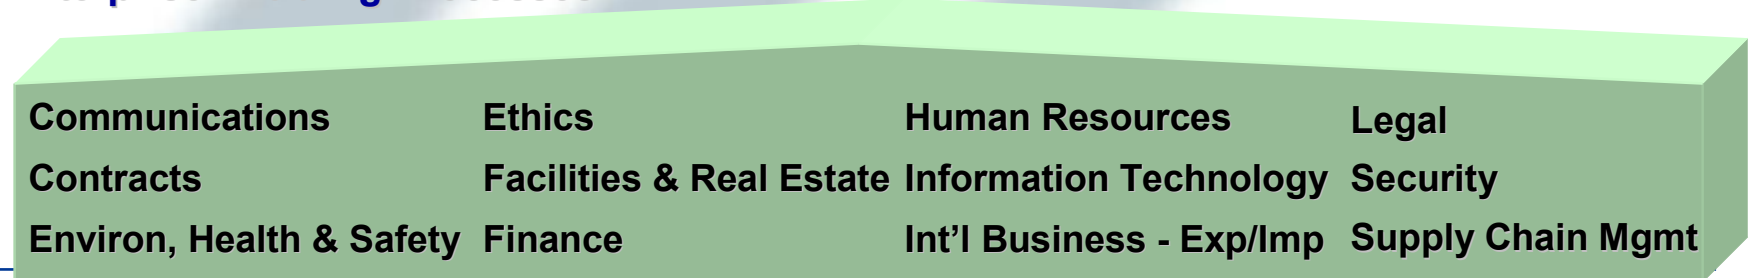 Communications
Contracts
Environ, Health & Safety
Ethics
Facilities & Real Estate
Finance
Human Resources
Information Technology
Int'l Business - Exp/Imp
Legal
Security
Supply Chain Mgmt